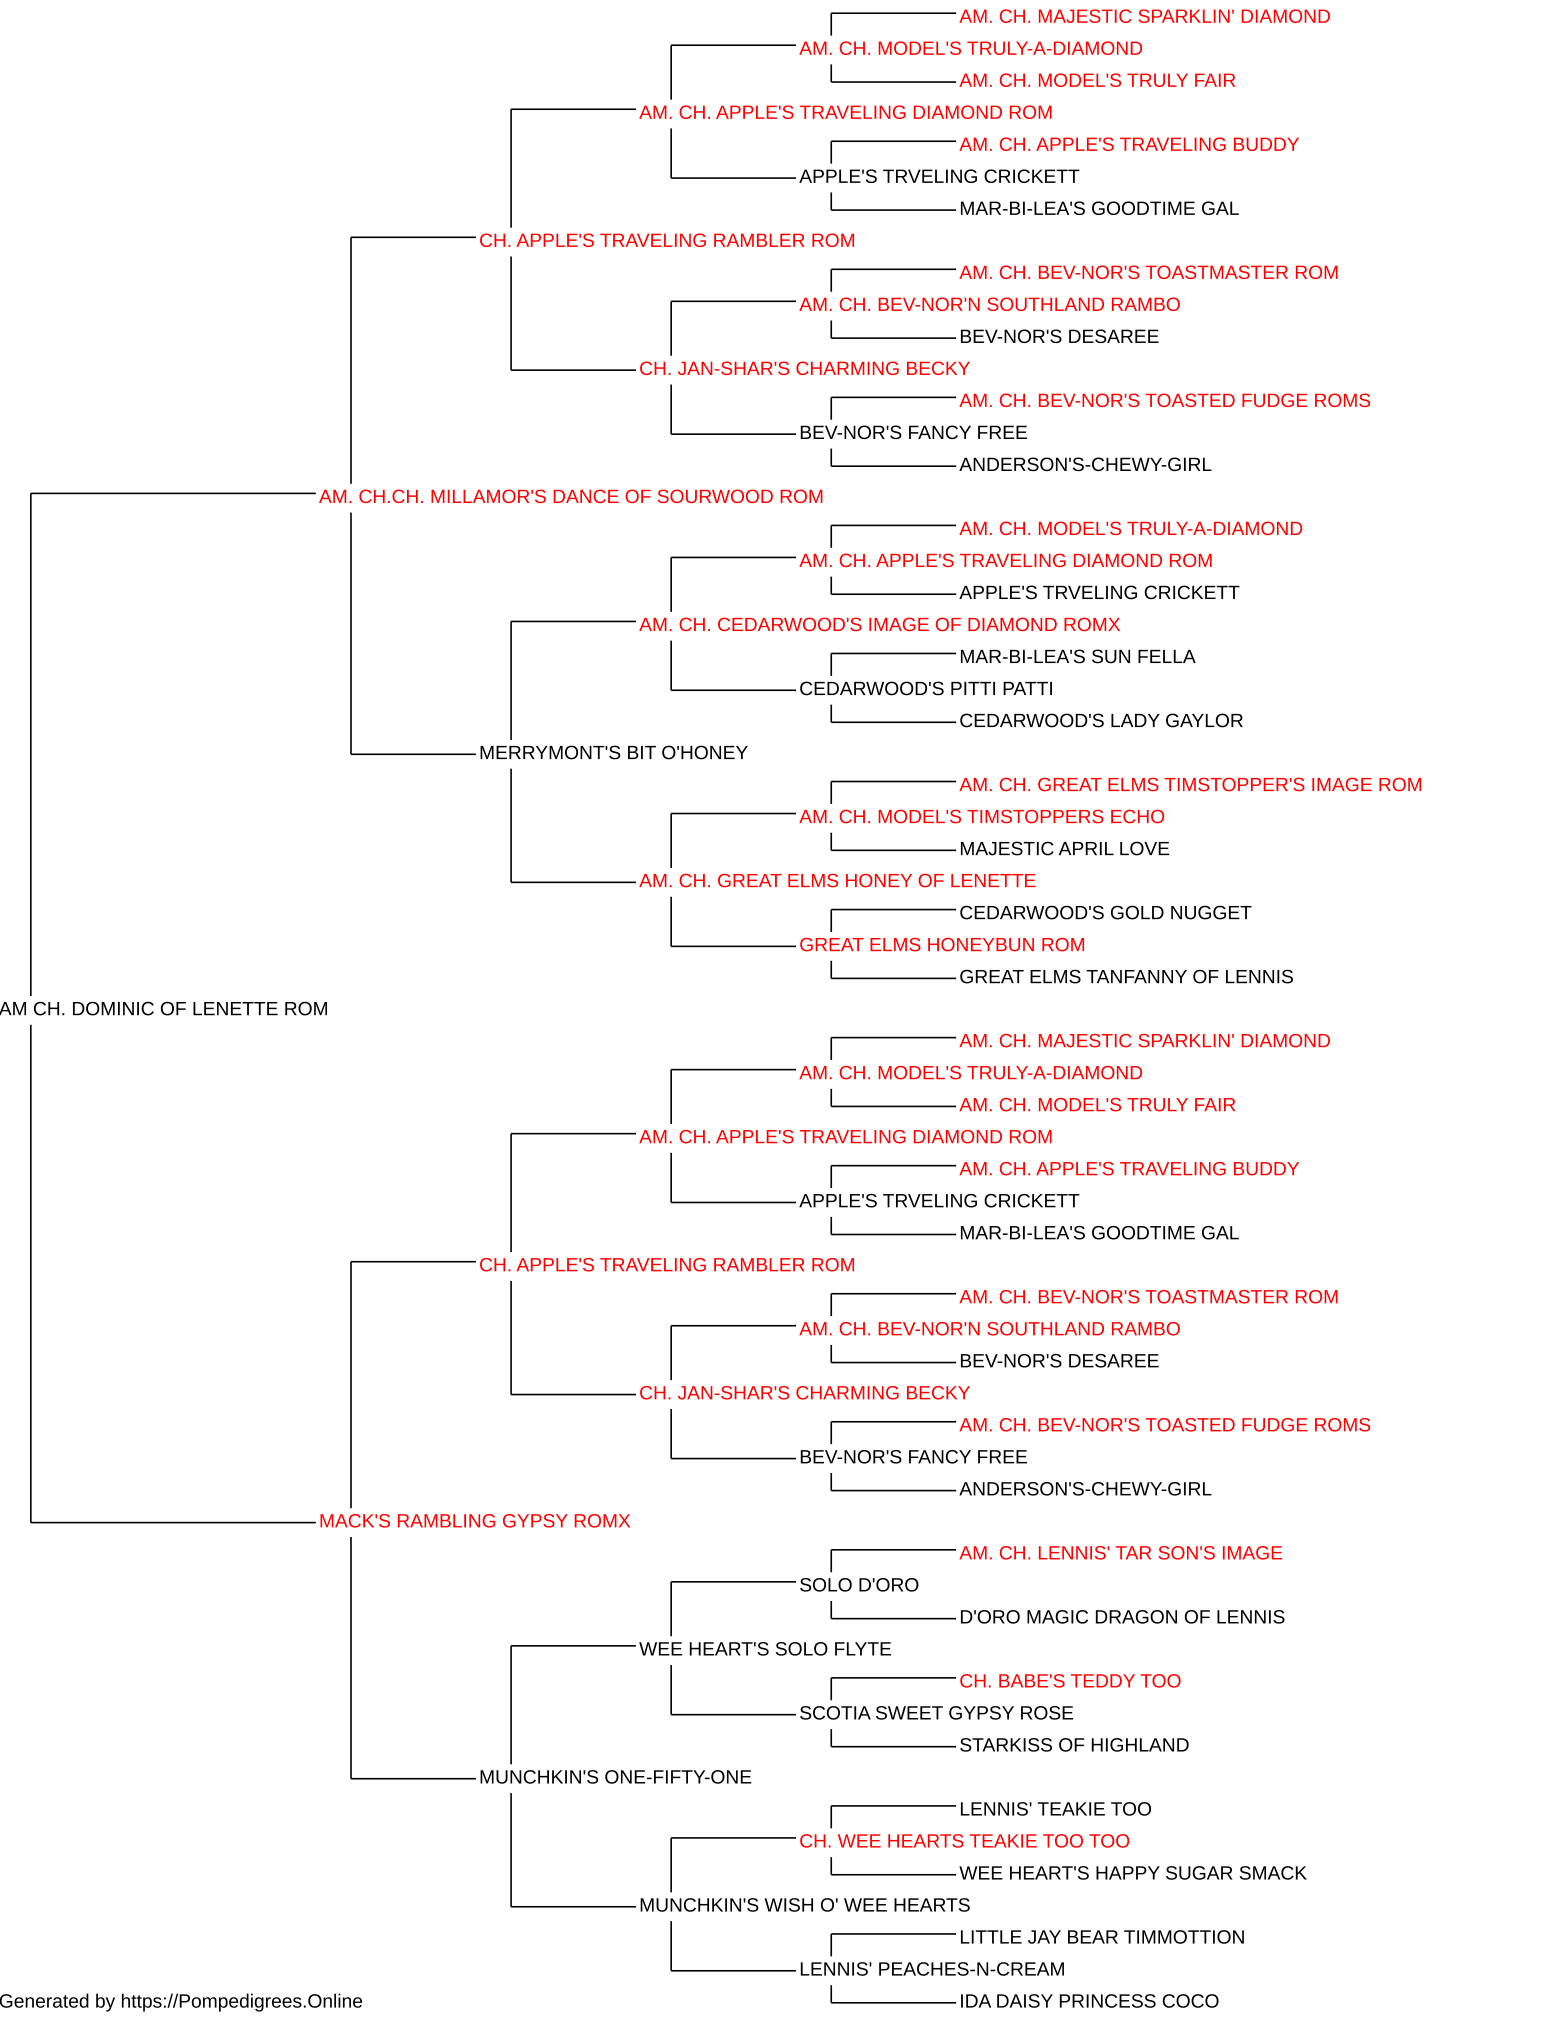 AM. CH. MAJESTIC SPARKLIN' DIAMOND
AM. CH. MODEL'S TRULY-A-DIAMOND
AM. CH. MODEL'S TRULY FAIR
AM. CH. APPLE'S TRAVELING DIAMOND ROM
AM. CH. APPLE'S TRAVELING BUDDY
APPLE'S TRVELING CRICKETT
MAR-BI-LEA'S GOODTIME GAL
CH. APPLE'S TRAVELING RAMBLER ROM
AM. CH. BEV-NOR'S TOASTMASTER ROM
AM. CH. BEV-NOR'N SOUTHLAND RAMBO
BEV-NOR'S DESAREE
CH. JAN-SHAR'S CHARMING BECKY
AM. CH. BEV-NOR'S TOASTED FUDGE ROMS
BEV-NOR'S FANCY FREE
ANDERSON'S-CHEWY-GIRL
AM. CH.CH. MILLAMOR'S DANCE OF SOURWOOD ROM
AM. CH. MODEL'S TRULY-A-DIAMOND
AM. CH. APPLE'S TRAVELING DIAMOND ROM
APPLE'S TRVELING CRICKETT
AM. CH. CEDARWOOD'S IMAGE OF DIAMOND ROMX
MAR-BI-LEA'S SUN FELLA
CEDARWOOD'S PITTI PATTI
CEDARWOOD'S LADY GAYLOR
MERRYMONT'S BIT O'HONEY
AM. CH. GREAT ELMS TIMSTOPPER'S IMAGE ROM
AM. CH. MODEL'S TIMSTOPPERS ECHO
MAJESTIC APRIL LOVE
AM. CH. GREAT ELMS HONEY OF LENETTE
CEDARWOOD'S GOLD NUGGET
GREAT ELMS HONEYBUN ROM
GREAT ELMS TANFANNY OF LENNIS
AM CH. DOMINIC OF LENETTE ROM
AM. CH. MAJESTIC SPARKLIN' DIAMOND
AM. CH. MODEL'S TRULY-A-DIAMOND
AM. CH. MODEL'S TRULY FAIR
AM. CH. APPLE'S TRAVELING DIAMOND ROM
AM. CH. APPLE'S TRAVELING BUDDY
APPLE'S TRVELING CRICKETT
MAR-BI-LEA'S GOODTIME GAL
CH. APPLE'S TRAVELING RAMBLER ROM
AM. CH. BEV-NOR'S TOASTMASTER ROM
AM. CH. BEV-NOR'N SOUTHLAND RAMBO
BEV-NOR'S DESAREE
CH. JAN-SHAR'S CHARMING BECKY
AM. CH. BEV-NOR'S TOASTED FUDGE ROMS
BEV-NOR'S FANCY FREE
ANDERSON'S-CHEWY-GIRL
MACK'S RAMBLING GYPSY ROMX
AM. CH. LENNIS' TAR SON'S IMAGE
SOLO D'ORO
D'ORO MAGIC DRAGON OF LENNIS
WEE HEART'S SOLO FLYTE
CH. BABE'S TEDDY TOO
SCOTIA SWEET GYPSY ROSE
STARKISS OF HIGHLAND
MUNCHKIN'S ONE-FIFTY-ONE
LENNIS' TEAKIE TOO
CH. WEE HEARTS TEAKIE TOO TOO
WEE HEART'S HAPPY SUGAR SMACK
MUNCHKIN'S WISH O' WEE HEARTS
LITTLE JAY BEAR TIMMOTTION
LENNIS' PEACHES-N-CREAM
IDA DAISY PRINCESS COCO
Generated by https://Pompedigrees.Online